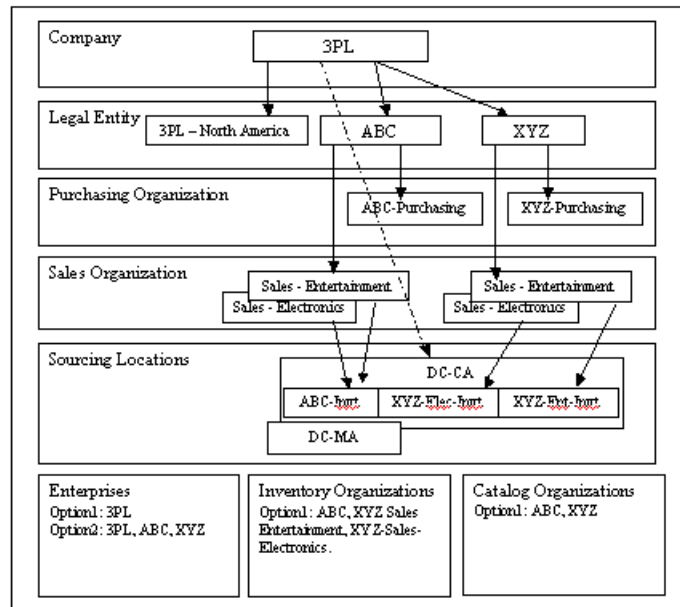 Company
3PL
Legal Entity
3PL – North America
ABC
XYZ
Purchasing Organization
ABC-Purchasing
XYZ-Purchasing
Sales Organization
Sales - Entertainment
Sales - Electronics
Sales - Entertainment
Sales - Electronics
Sourcing Locations
DC-CA
ABC-Invt
XYZ-Elec-Invt
XYZ-Ent-Invt
DC-MA
Enterprises
Option1: 3PL
Option2: 3PL, ABC, XYZ
Inventory Organizations
Option1: ABC, XYZ Sales
Entertainment, XYZ-Sales-
Electronics.
Catalog Organizations
Option1: ABC, XYZ